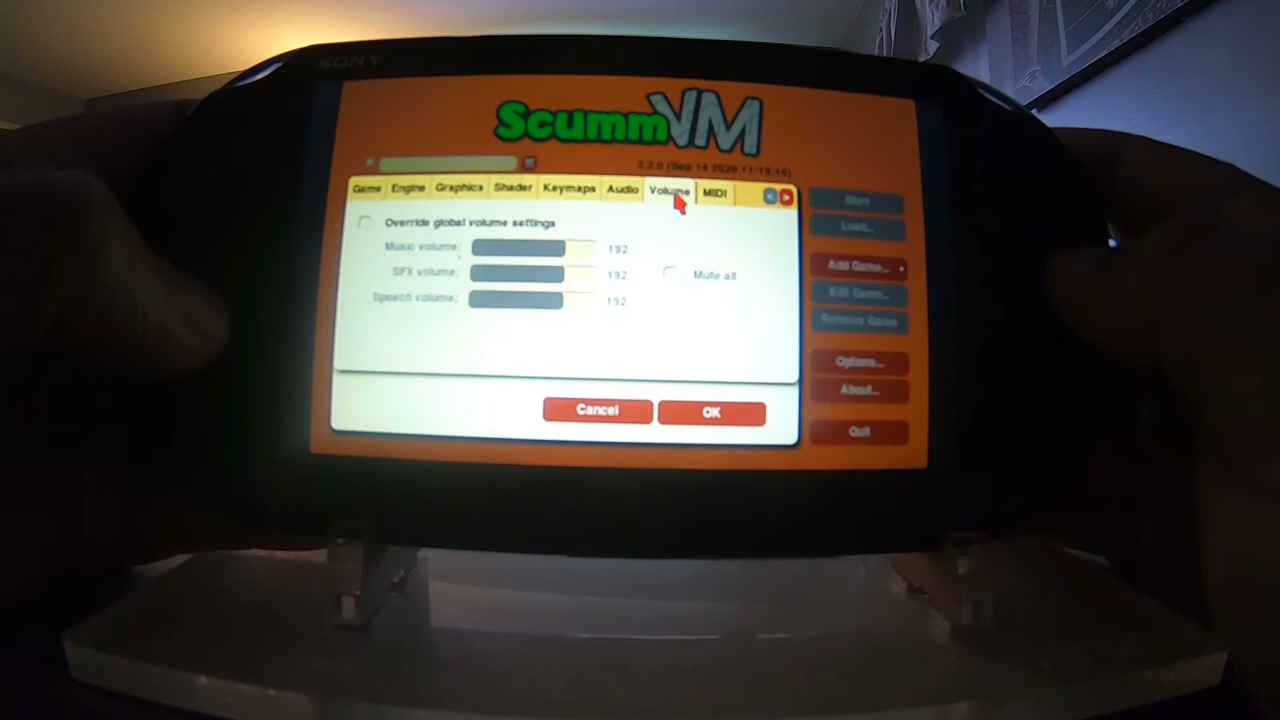 SONY
ScummVM
2.2.0 (Sep 14 2020 11:19:16)
Game Engine Graphics Shader Keymaps Audio Volume MIDI
Override global volume settings
Music volume: 192
SFX volume: 192
Mute all
Speech volume: 192
Cancel OK
Start
Load...
Add Game...
Edit Game...
Remove Game
Options...
About...
Quit